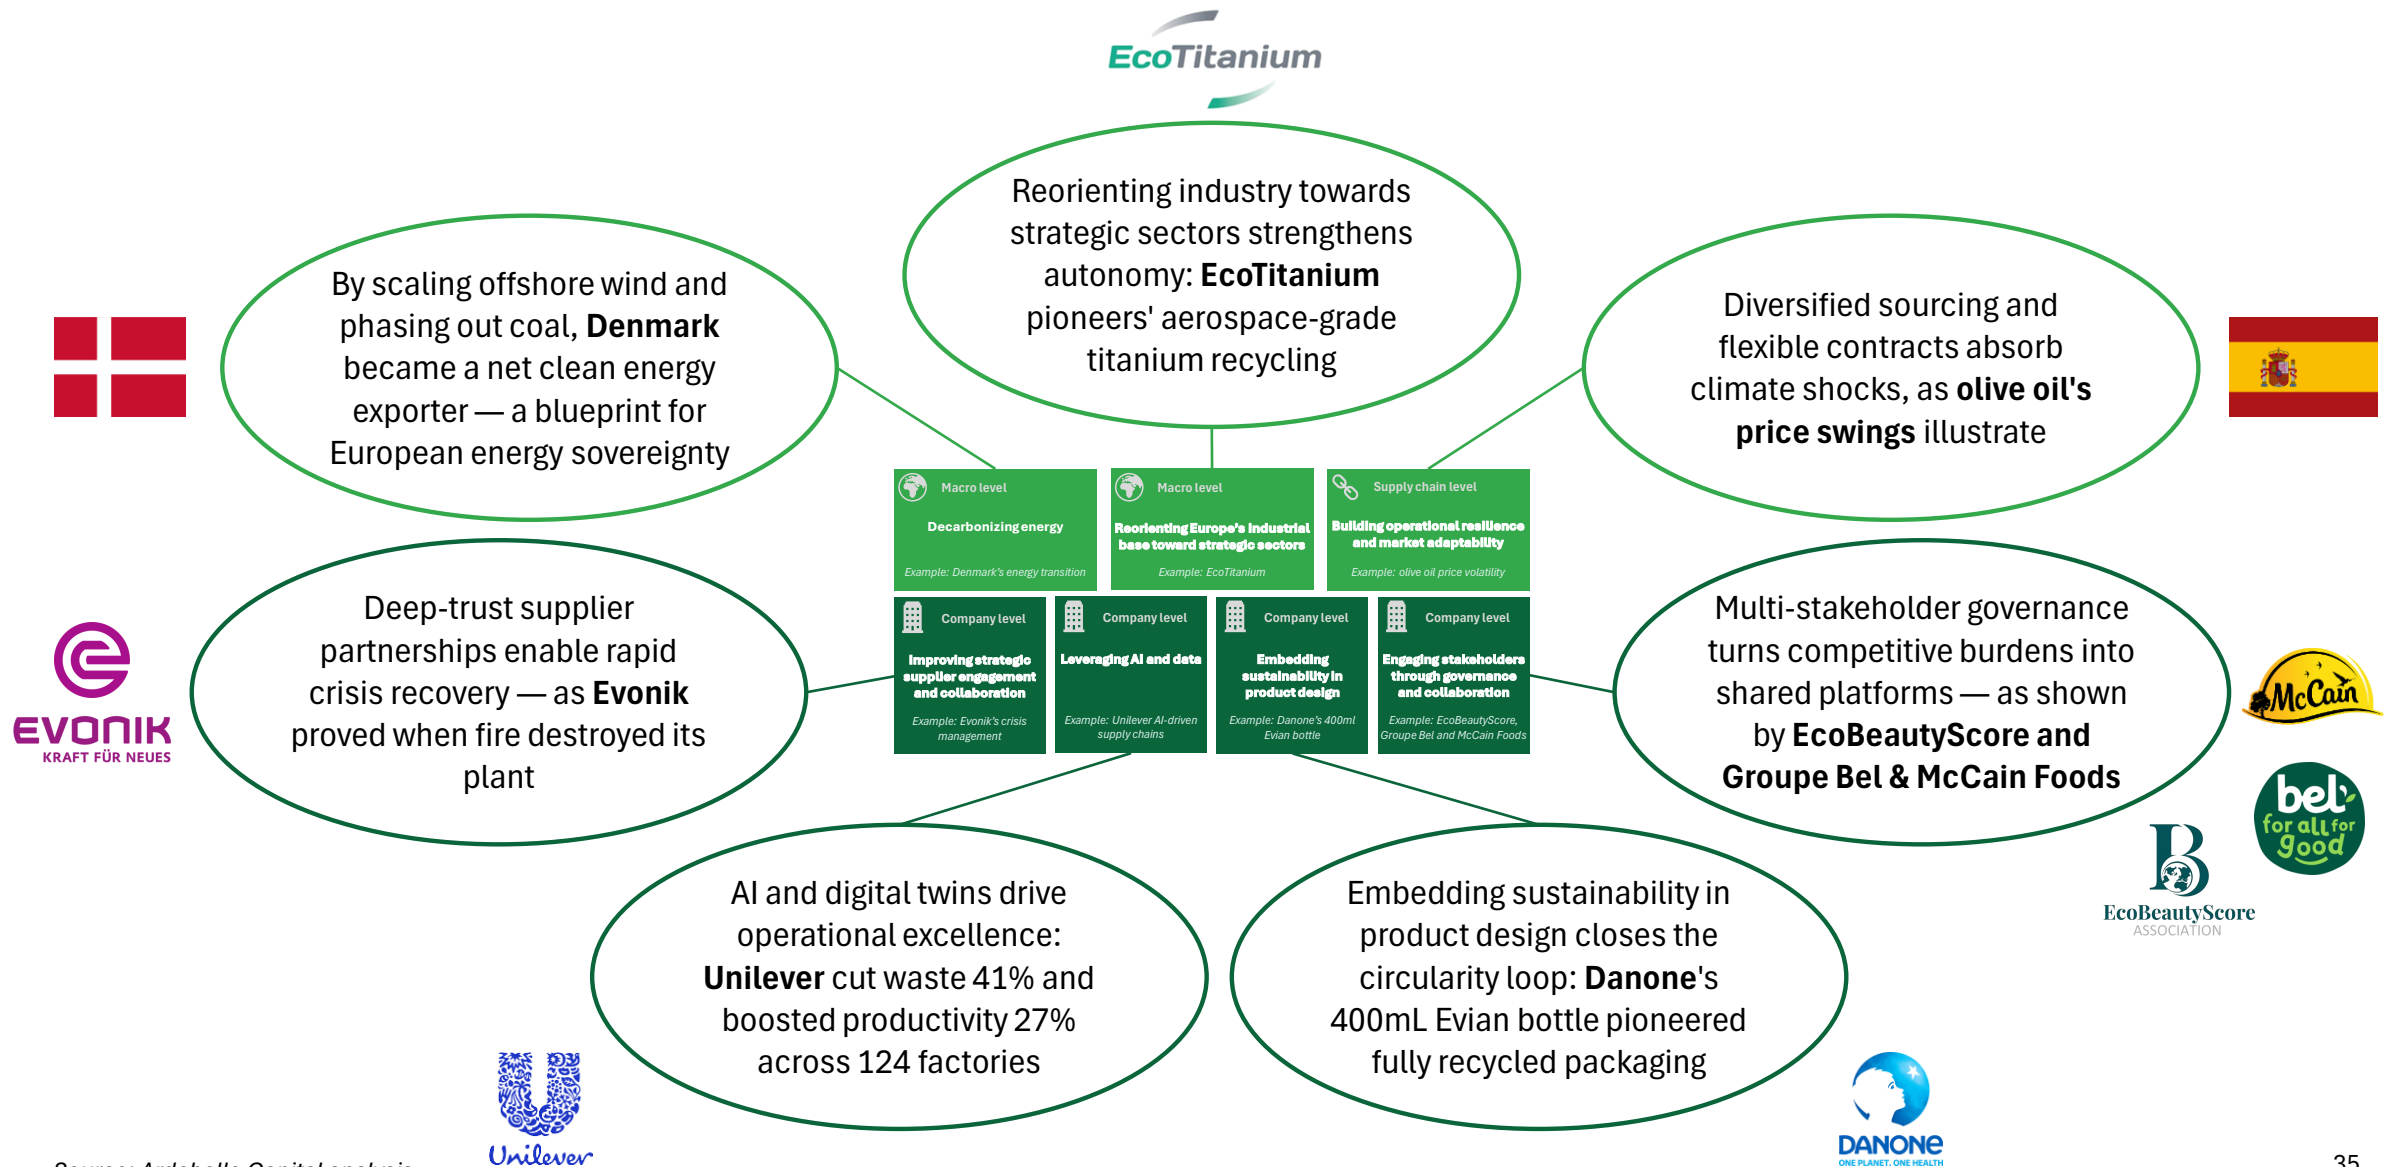 EcoTitanium
Reorienting industry towards
strategic sectors strengthens
autonomy: EcoTitanium
pioneers' aerospace-grade
titanium recycling
By scaling offshore wind and
phasing out coal, Denmark
became a net clean energy
exporter — a blueprint for
European energy sovereignty
Diversified sourcing and
flexible contracts absorb
climate shocks, as olive oil's
price swings illustrate
Macro level
Decarbonizing energy
Example: Denmark's energy transition
Macro level
Reorienting Europe's industrial
base toward strategic sectors
Example: EcoTitanium
Supply chain level
Building operational resilience
and market adaptability
Example: olive oil price volatility
Deep-trust supplier
partnerships enable rapid
crisis recovery — as Evonik
proved when fire destroyed its
plant
EVONIK
KRAFT FÜR NEUES
Company level
Improving strategic
supplier engagement
and collaboration
Example: Evonik's crisis
management
Company level
Leveraging AI and data
Example: Unilever AI-driven
supply chains
Company level
Embedding
sustainability in
product design
Example: Danone's 400ml
Evian bottle
Company level
Engaging stakeholders
through governance
and collaboration
Example: EcoBeautyScore,
Groupe Bel and McCain Foods
Multi-stakeholder governance
turns competitive burdens into
shared platforms — as shown
by EcoBeautyScore and
Groupe Bel & McCain Foods
McCain
bel
for all for
good
B
EcoBeautyScore
ASSOCIATION
AI and digital twins drive
operational excellence:
Unilever cut waste 41% and
boosted productivity 27%
across 124 factories
Unilever
Embedding sustainability in
product design closes the
circularity loop: Danone's
400mL Evian bottle pioneered
fully recycled packaging
DANONE
ONE PLANET. ONE HEALTH
Source: Ardabelle Capital analysis
35